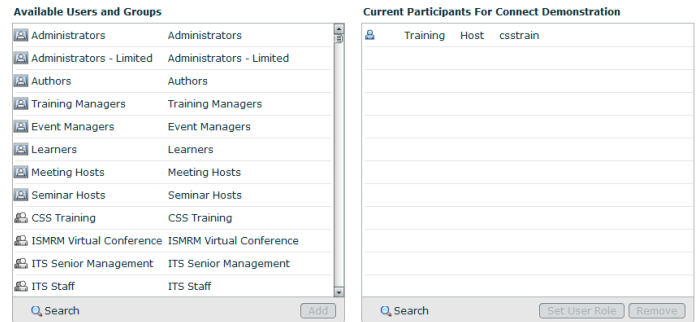 Available Users and Groups
Administrators Administrators
Administrators - Limited Administrators - Limited
Authors Authors
Training Managers Training Managers
Event Managers Event Managers
Learners Learners
Meeting Hosts Meeting Hosts
Seminar Hosts Seminar Hosts
CSS Training CSS Training
ISMRM Virtual Conference ISMRM Virtual Conference
ITS Senior Management ITS Senior Management
ITS Staff ITS Staff
Search Add
Current Participants For Connect Demonstration
Training Host csstrain
Search Set User Role Remove